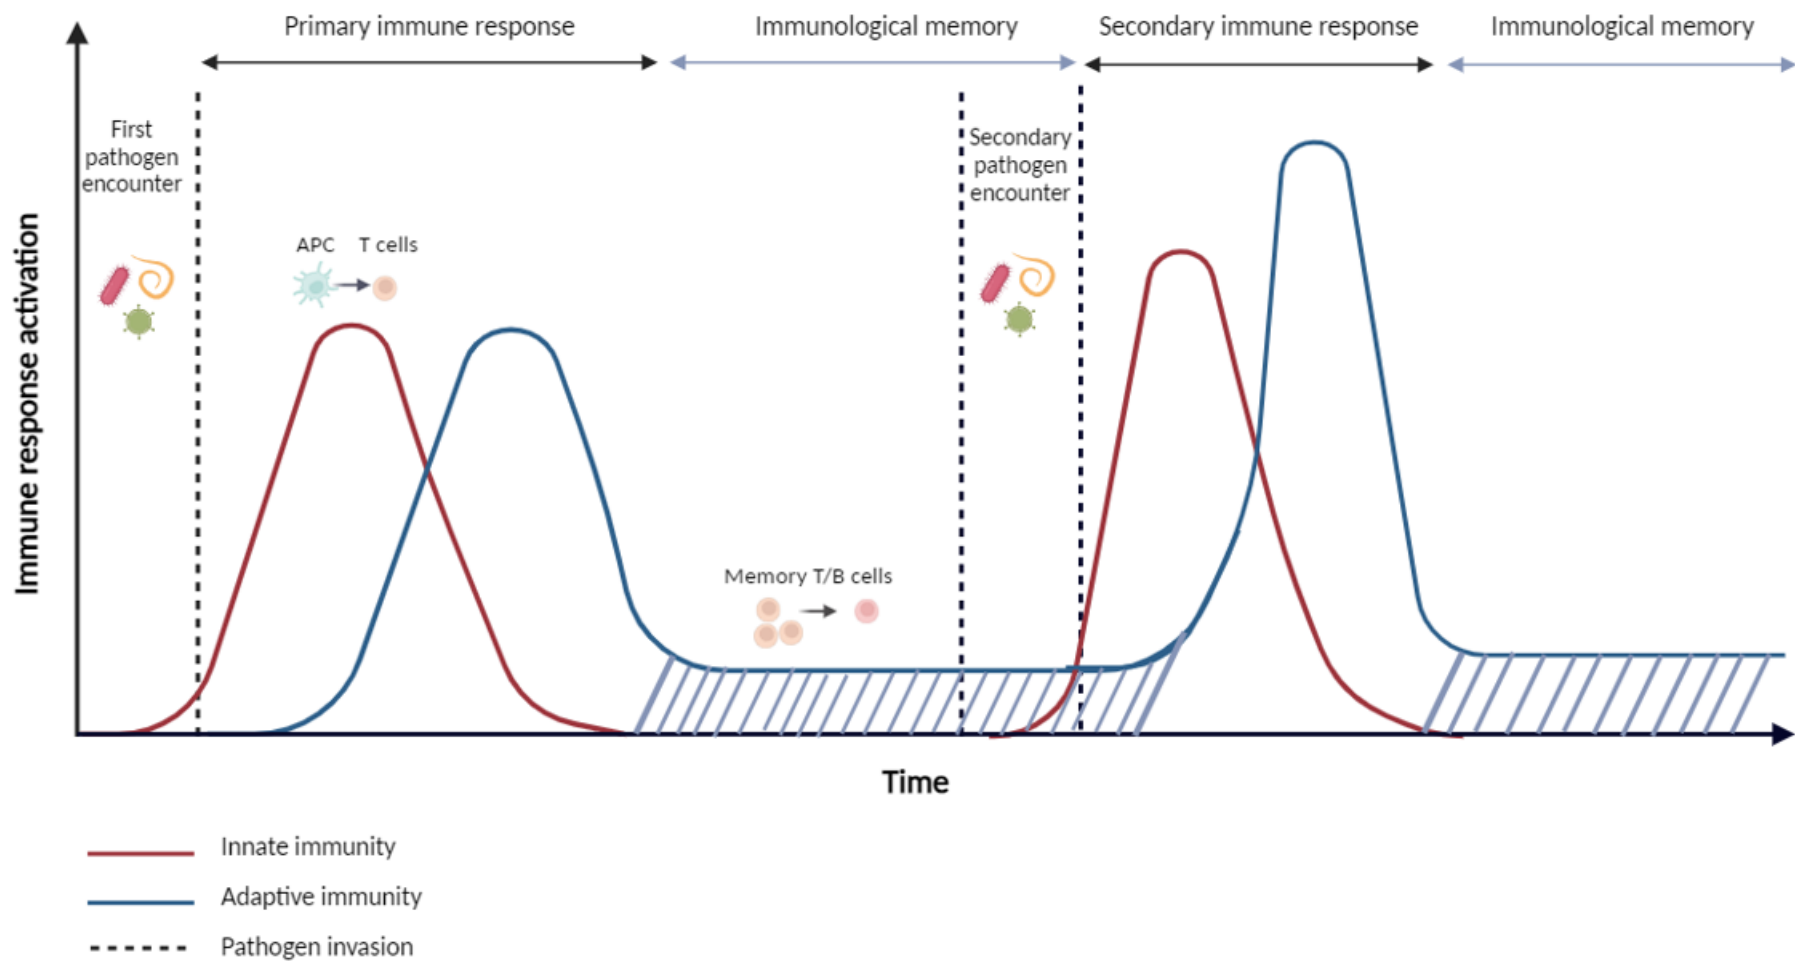 Primary immune response
Immunological memory
Secondary immune response
Immunological memory
First
pathogen
encounter
Secondary
pathogen
encounter
APC
T cells
Memory T/B cells
Immune response activation
Time
Innate immunity
Adaptive immunity
Pathogen invasion